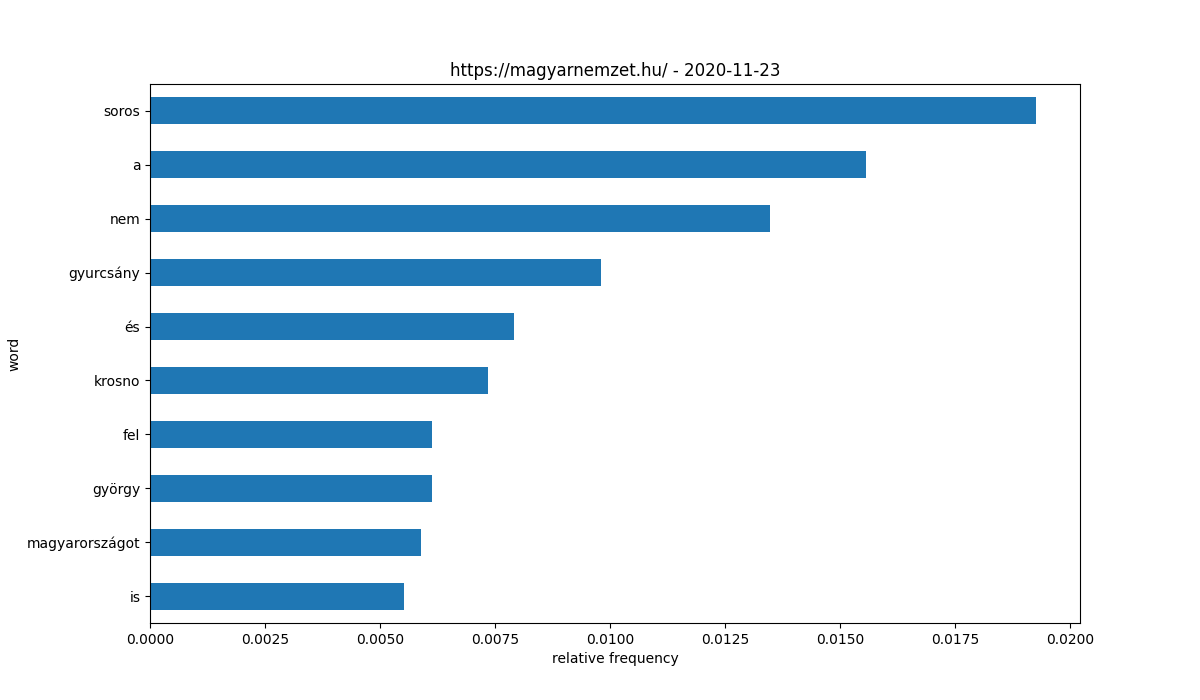 https://magyarnemzet.hu/ - 2020-11-23
soros
a
nem
gyurcsány
és
krosno
fel
györgy
magyarországot
is
word
0.0000 0.0025 0.0050 0.0075 0.0100 0.0125 0.0150 0.0175 0.0200
relative frequency